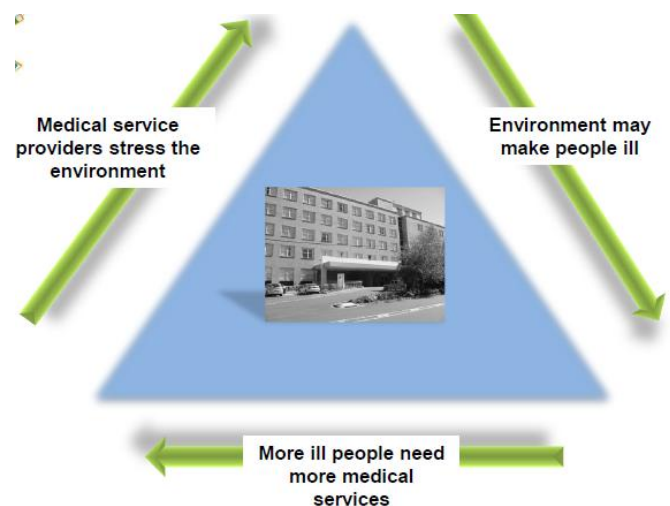 Medical service
providers stress the
environment
Environment may
make people ill
More ill people need
more medical
services